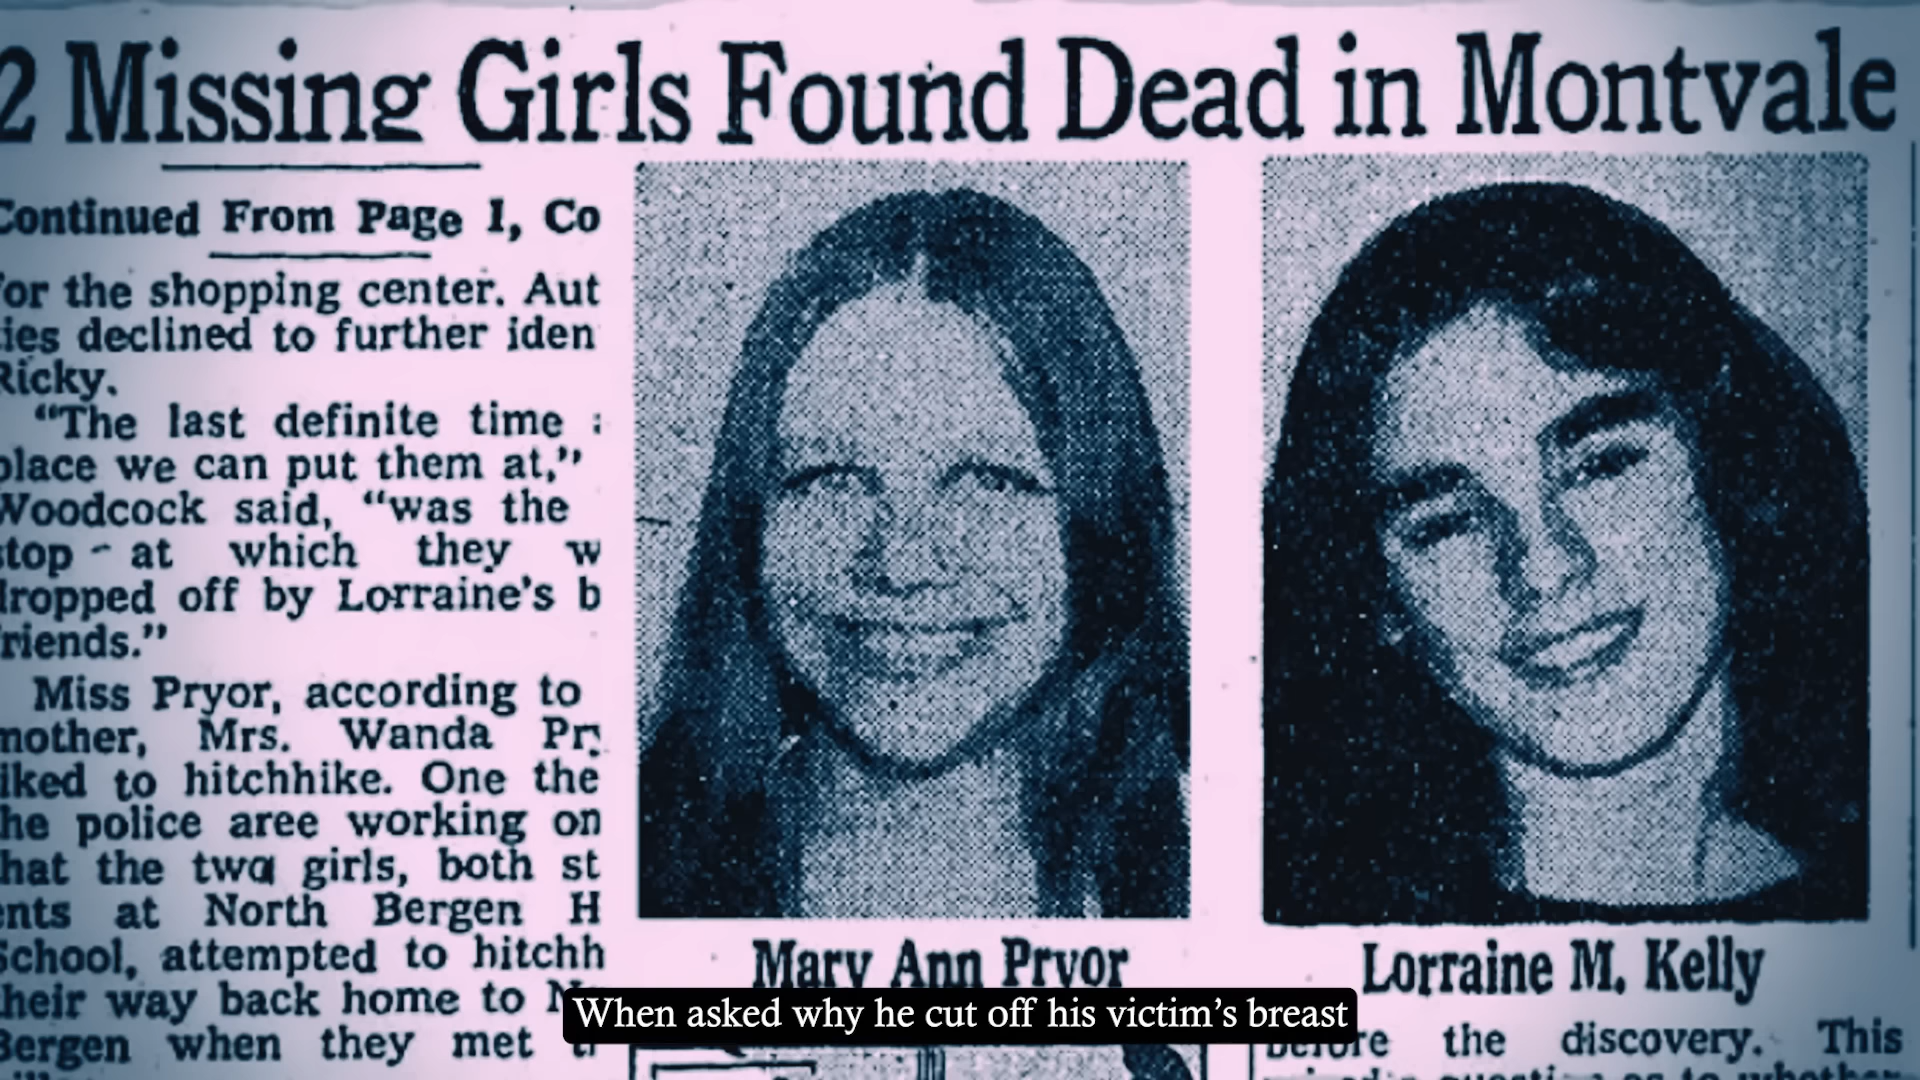 2 Missing Girls Found Dead in Montvale
Continued From Page 1, Co
for the shopping center. Aut
ties declined to further iden
Ricky.
“The last definite time
place we can put them at,”
Woodcock said, “was the
stop - at which they w
dropped off by Lorraine’s b
friends.”
Miss Pryor, according to
mother, Mrs. Wanda Pry
liked to hitchhike. One the
the police aree working on
that the two girls, both st
ents at North Bergen H
School, attempted to hitchh
their way back home to N
Bergen when they met
Mary Ann Pryor
Lorraine M. Kelly
before the discovery. This
When asked why he cut off his victim’s breast